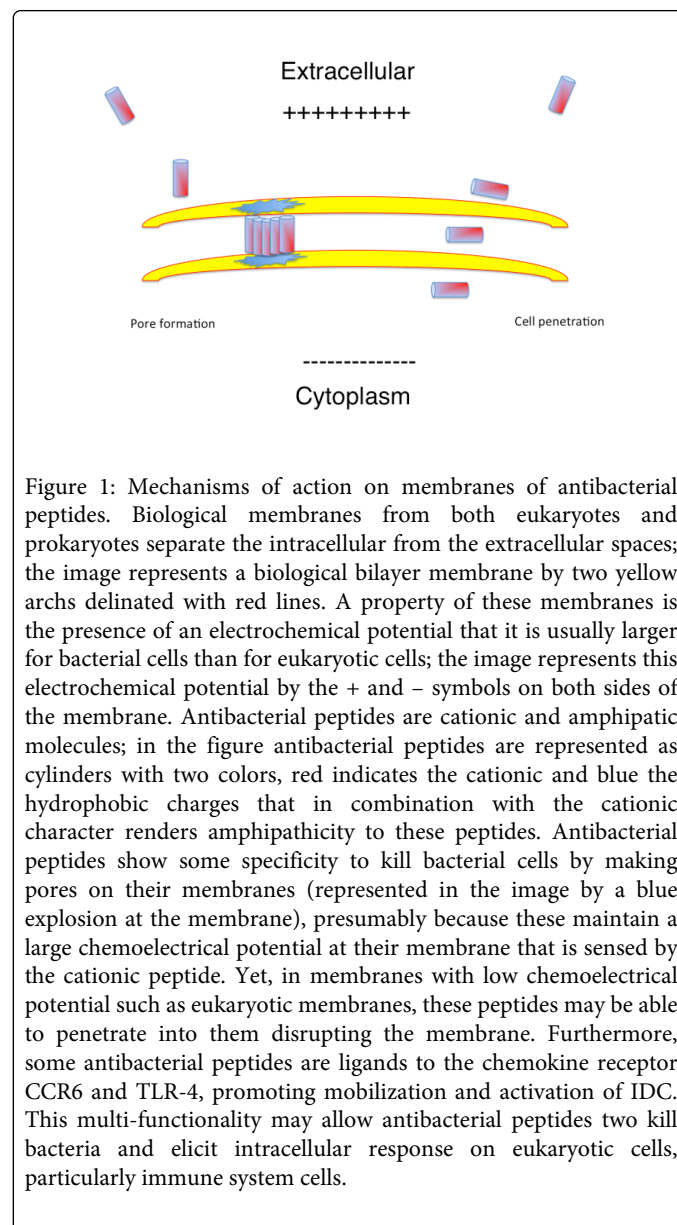 Extracellular
+++++++++
Pore formation
Cell penetration
--------------
Cytoplasm
Figure 1: Mechanisms of action on membranes of antibacterial
peptides. Biological membranes from both eukaryotes and
prokaryotes separate the intracellular from the extracellular spaces;
the image represents a biological bilayer membrane by two yellow
archs delinated with red lines. A property of these membranes is
the presence of an electrochemical potential that it is usually larger
for bacterial cells than for eukaryotic cells; the image represents this
electrochemical potential by the + and – symbols on both sides of
the membrane. Antibacterial peptides are cationic and amphipatic
molecules; in the figure antibacterial peptides are represented as
cylinders with two colors, red indicates the cationic and blue the
hydrophobic charges that in combination with the cationic
character renders amphipathicity to these peptides. Antibacterial
peptides show some specificity to kill bacterial cells by making
pores on their membranes (represented in the image by a blue
explosion at the membrane), presumably because these maintain a
large chemoelectrical potential at their membrane that is sensed by
the cationic peptide. Yet, in membranes with low chemoelectrical
potential such as eukaryotic membranes, these peptides may be able
to penetrate into them disrupting the membrane. Furthermore,
some antibacterial peptides are ligands to the chemokine receptor
CCR6 and TLR-4, promoting mobilization and activation of IDC.
This multi-functionality may allow antibacterial peptides two kill
bacteria and elicit intracellular response on eukaryotic cells,
particularly immune system cells.